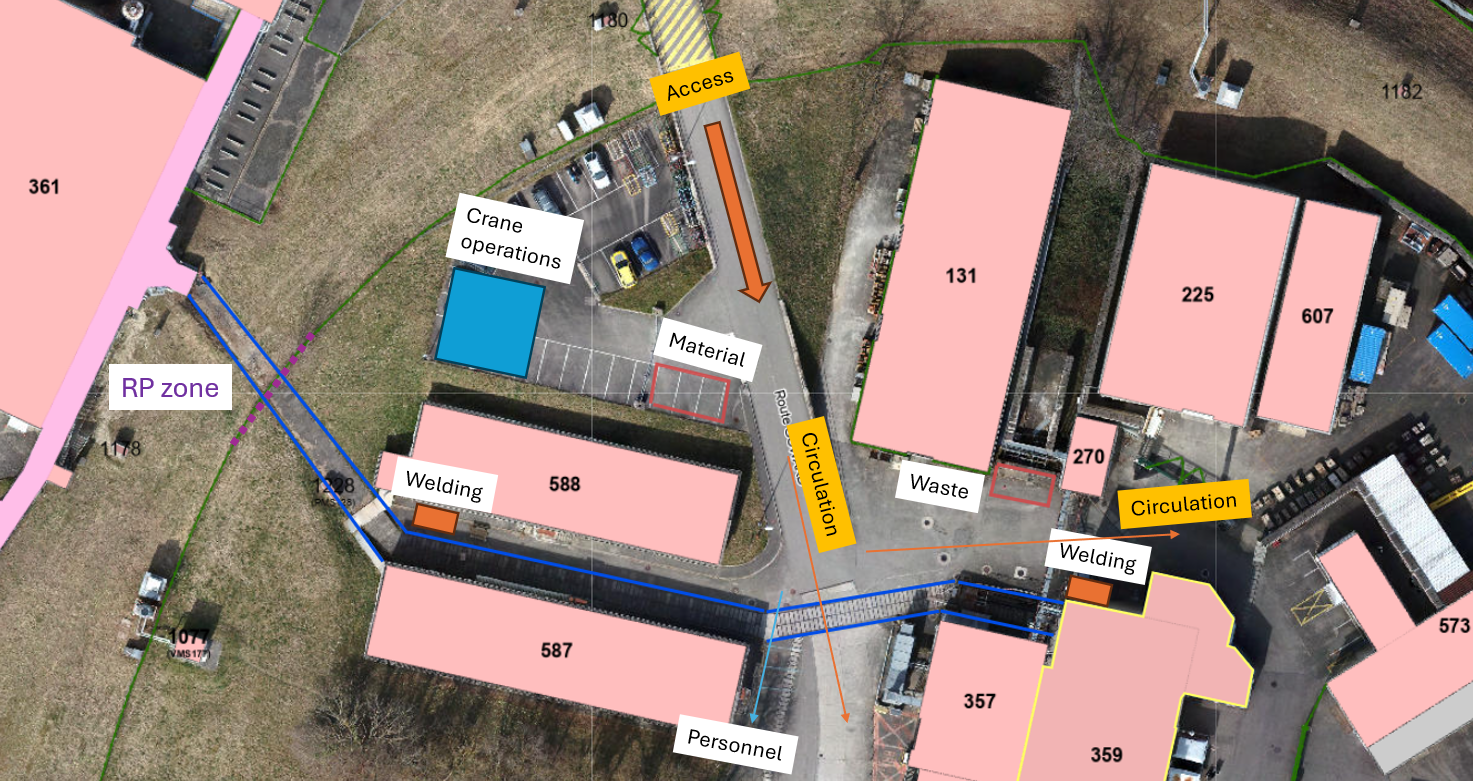 1180
Access
1182
361
Crane
operations
131
225
607
Material
RP zone
1178
Welding
588
Circulation
Waste
270
Circulation
Welding
1077
(VMS177)
587
357
359
573
Personnel